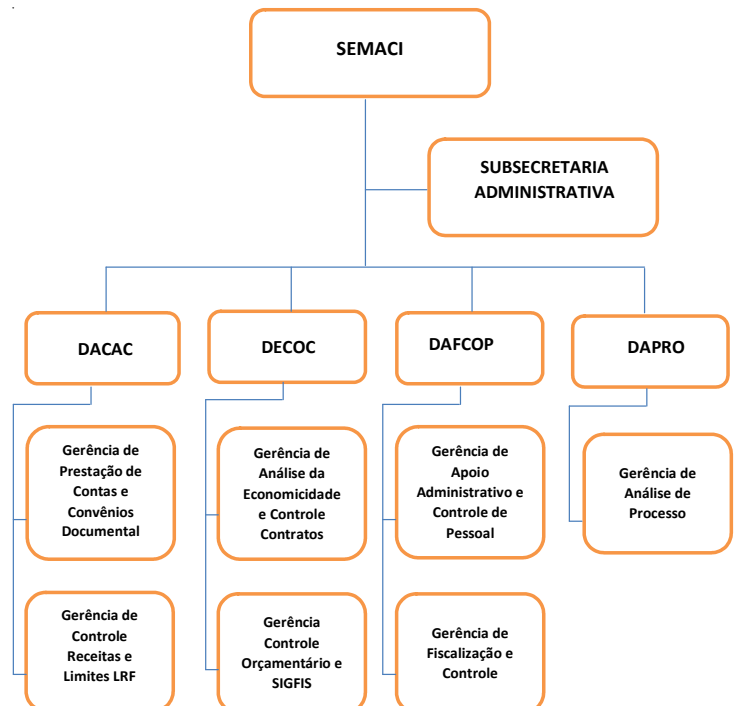 SEMACI
SUBSECRETARIA
ADMINISTRATIVA
DACAC
DECOC
DAFCOP
DAPRO
Gerência de
Prestação de
Contas e
Convênios
Documental
Gerência de
Análise da
Economicidade
e Controle
Contratos
Gerência de
Apoio
Administrativo e
Controle de
Pessoal
Gerência de
Análise de
Processo
Gerência de
Controle
Receitas e
Limites LRF
Gerência
Controle
Orçamentário e
SIGFIS
Gerência de
Fiscalização e
Controle